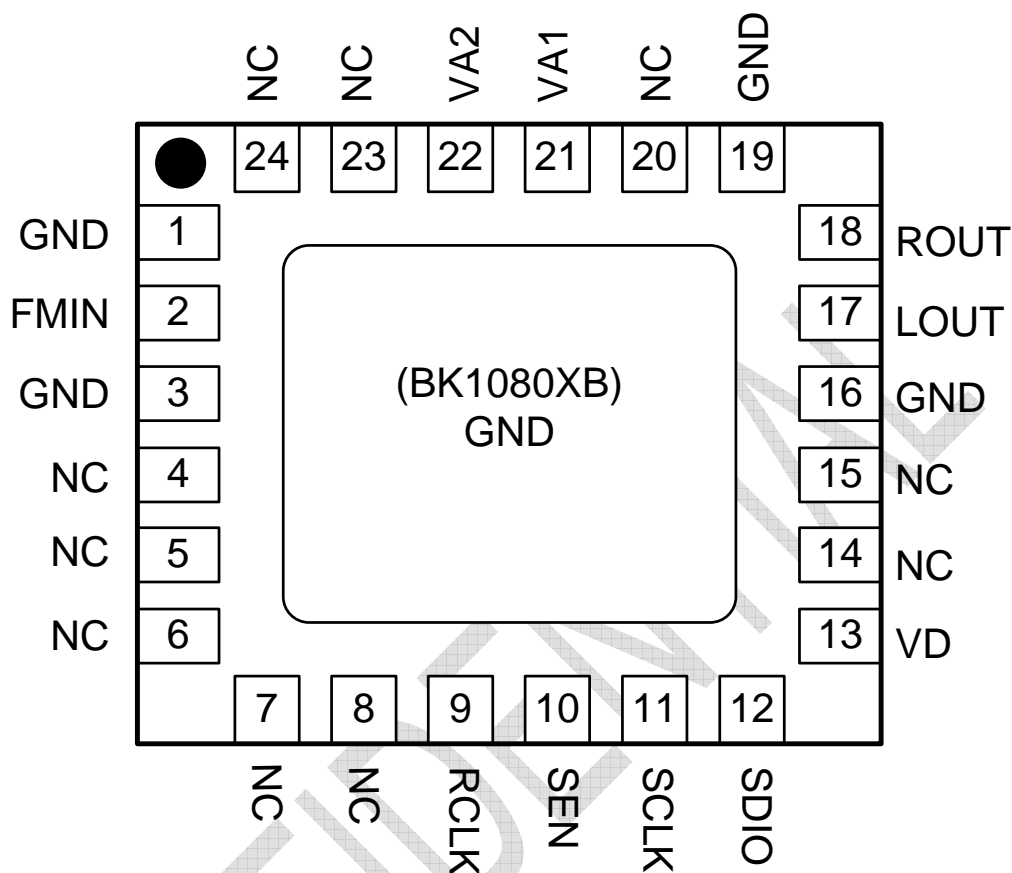 NC
NC
VA2
VA1
NC
GND
24
23
22
21
20
19
GND 1
FMIN 2
GND 3
NC 4
NC 5
NC 6
(BK1080XB)
GND
18 ROUT
17 LOUT
16 GND
15 NC
14 NC
13 VD
7
8
9
10
11
12
NC
NC
RCLK
SEN
SCLK
SDIO